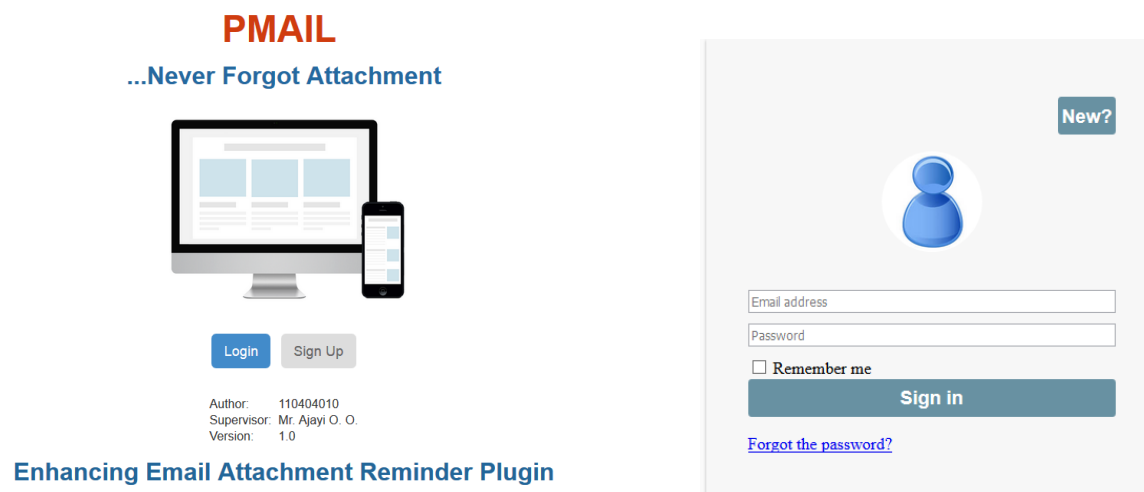 PMAIL
...Never Forgot Attachment
Login
Sign Up
Author: 110404010
Supervisor: Mr. Ajayi O. O.
Version: 1.0
Enhancing Email Attachment Reminder Plugin
New?
Email address
Password
Remember me
Sign in
Forgot the password?